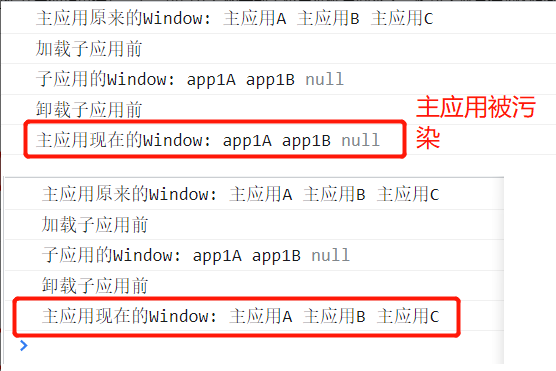 主应用原来的Window: 主应用A 主应用B 主应用C
加载子应用前
子应用的Window: app1A app1B null
卸载子应用前
主应用现在的Window: app1A app1B null
主应用被污
染
主应用原来的Window: 主应用A 主应用B 主应用C
加载子应用前
子应用的Window: app1A app1B null
卸载子应用前
主应用现在的Window: 主应用A 主应用B 主应用C